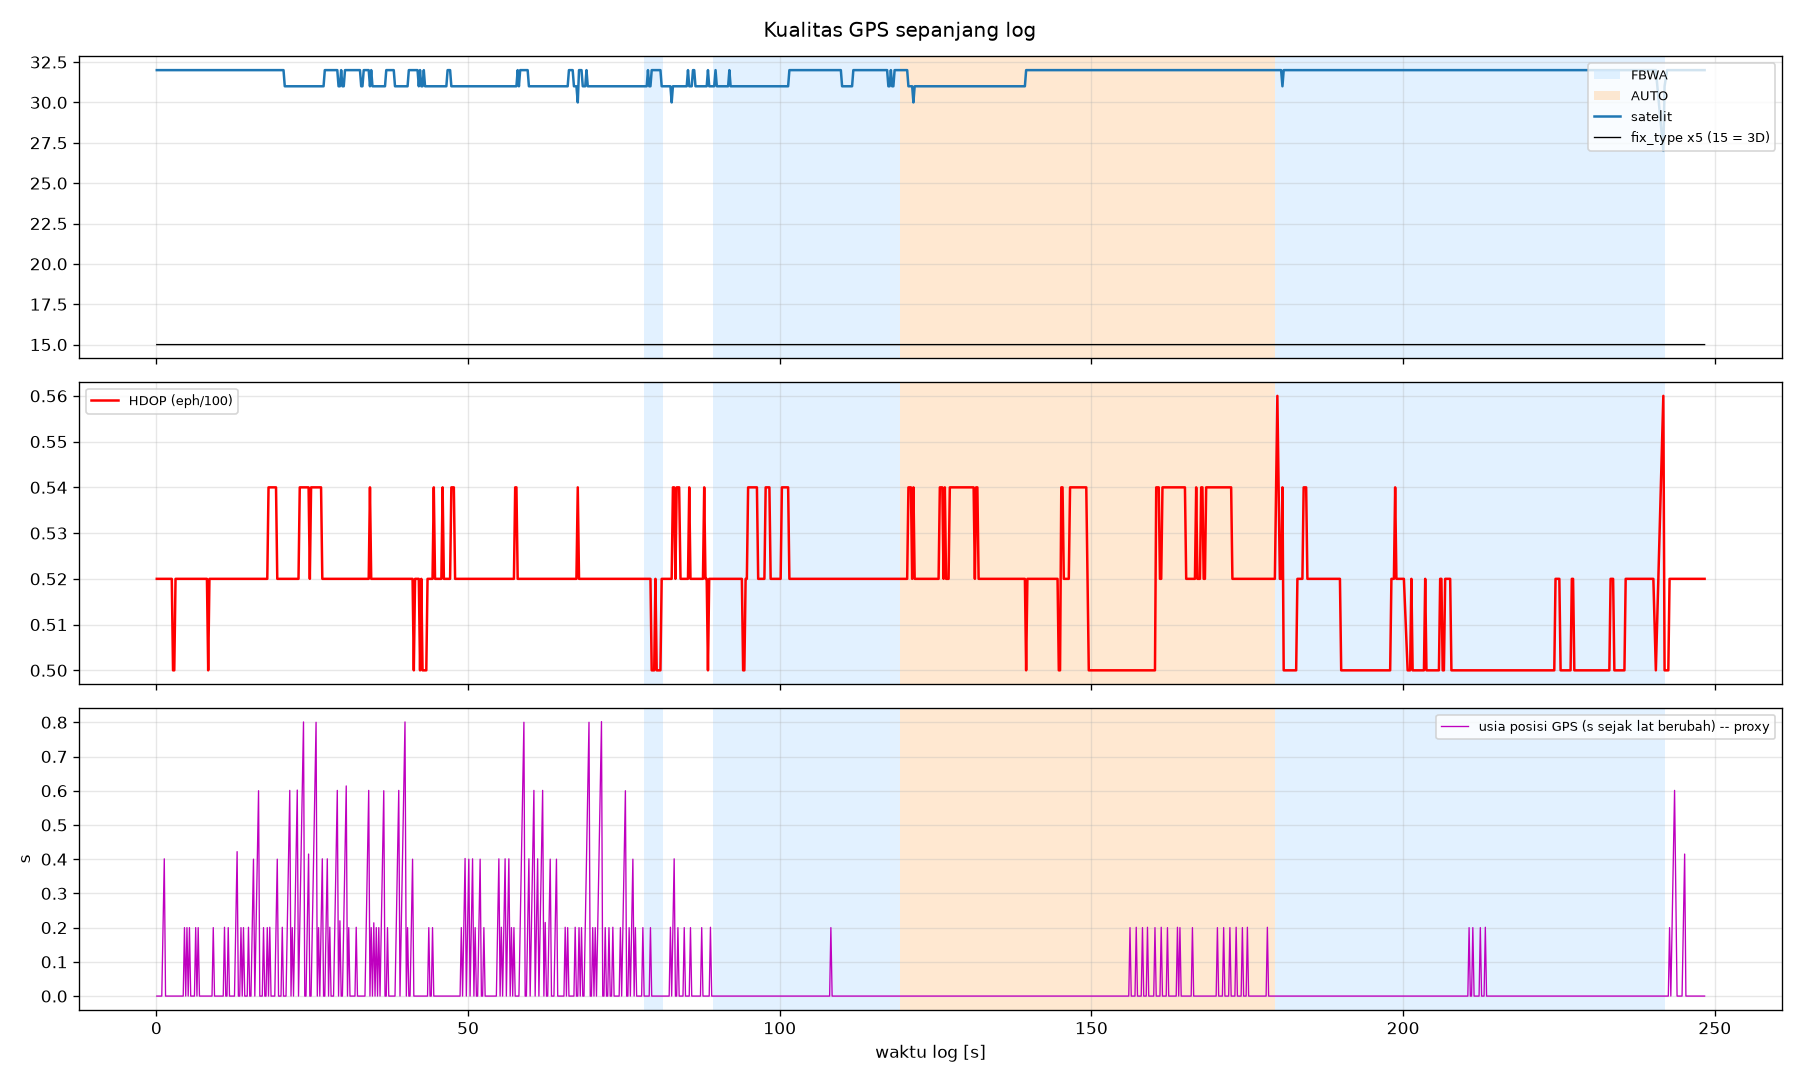 Kualitas GPS sepanjang log
32.5
30.0
27.5
25.0
22.5
20.0
17.5
15.0
FBWA
AUTO
satelit
fix_type x5 (15 = 3D)
0.56
0.55
0.54
0.53
0.52
0.51
0.50
HDOP (eph/100)
0.8
0.7
0.6
0.5
0.4
0.3
0.2
0.1
0.0
s
usia posisi GPS (s sejak lat berubah) -- proxy
0 50 100 150 200 250
waktu log [s]